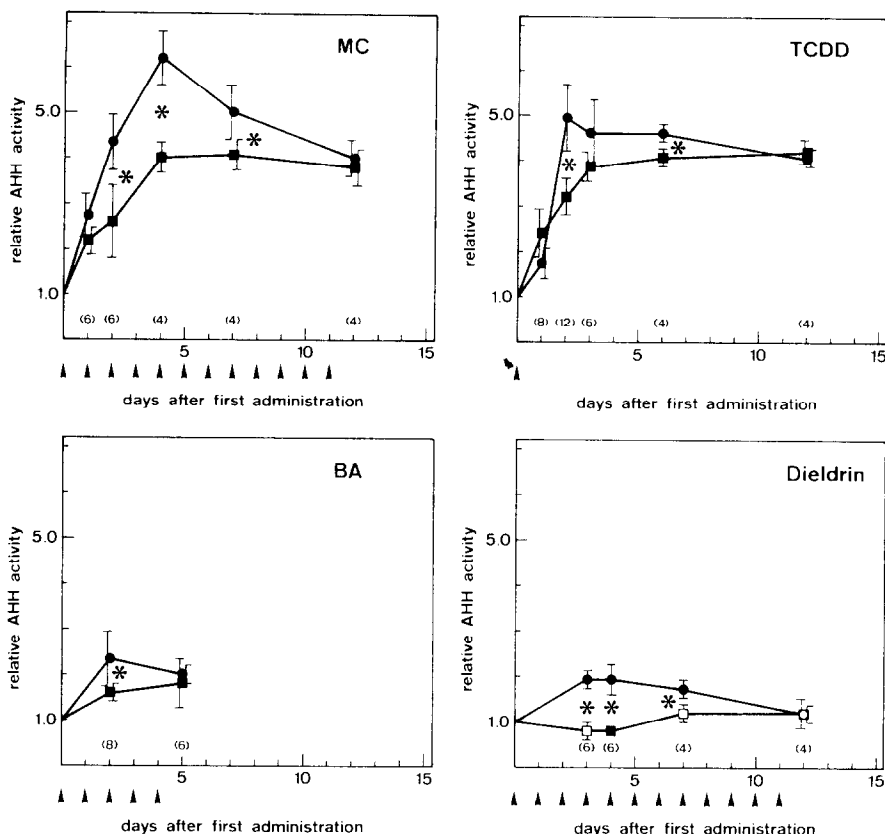 MC
relative AHH activity
5.0
1.0
(6) (6) (4) (4) (4)
5 10 15
days after first administration
TCDD
relative AHH activity
5.0
1.0
(8) (12) (6) (4) (4)
5 10 15
days after first administration
BA
relative AHH activity
5.0
1.0
(8) (6)
5 10 15
days after first administration
Dieldrin
relative AHH activity
5.0
1.0
(6) (6) (4) (4)
5 10 15
days after first administration